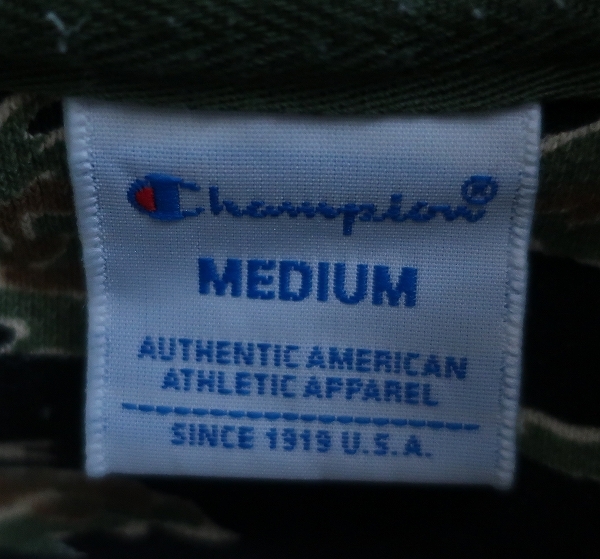 Champion®
MEDIUM
AUTHENTIC AMERICAN
ATHLETIC APPAREL
SINCE 1919 U.S.A.